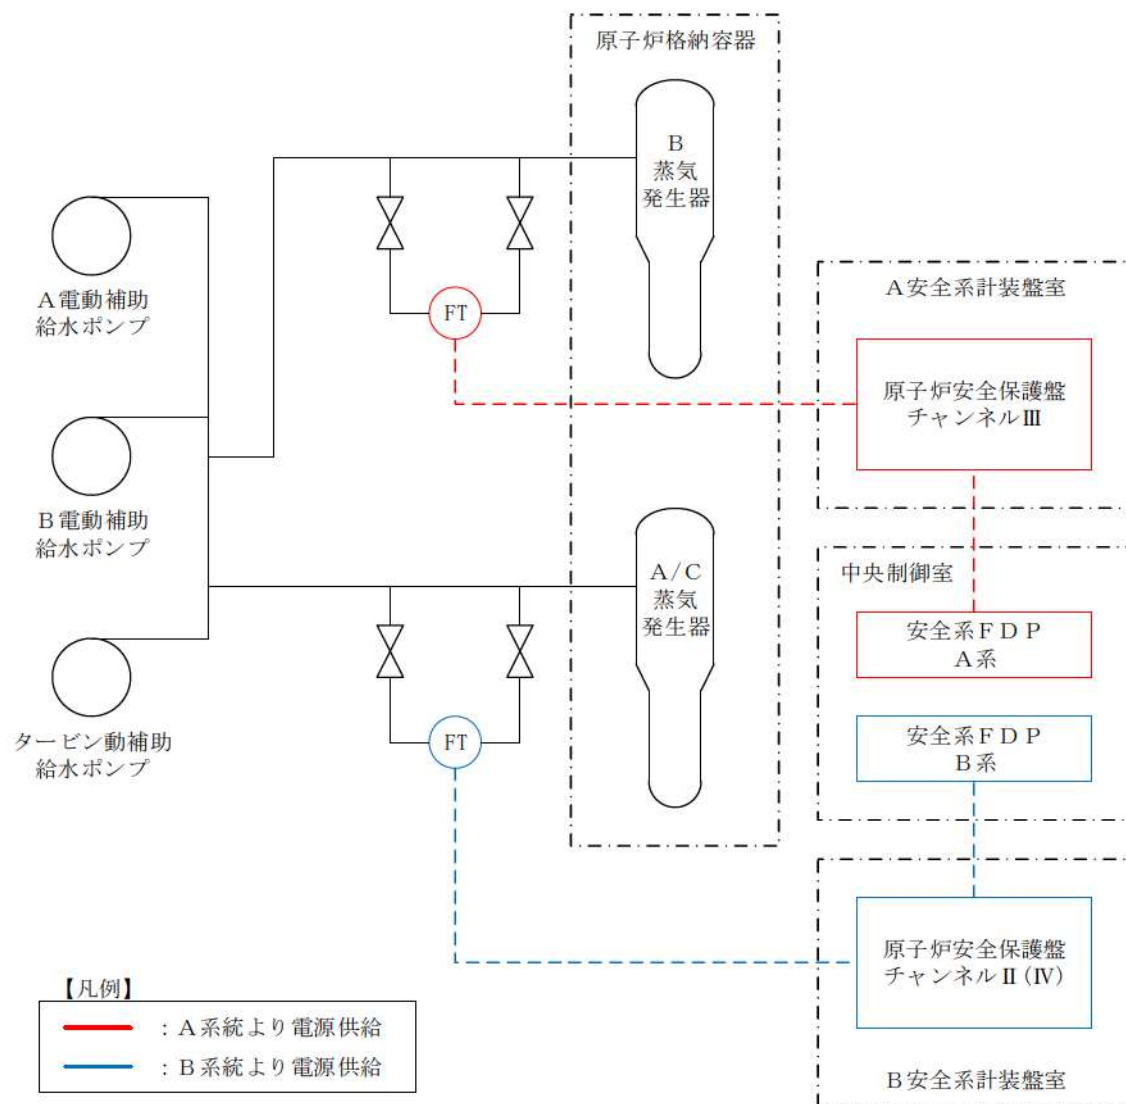 原子炉格納容器
B
蒸気
発生器
A電動補助
給水ポンプ
FT
A安全系計装盤室
原子炉安全保護盤
チャンネルⅢ
B電動補助
給水ポンプ
A/C
蒸気
発生器
中央制御室
安全系FDP
A系
安全系FDP
B系
タービン動補助
給水ポンプ
FT
原子炉安全保護盤
チャンネルⅡ(Ⅳ)
B安全系計装盤室
【凡例】
:A系統より電源供給
:B系統より電源供給